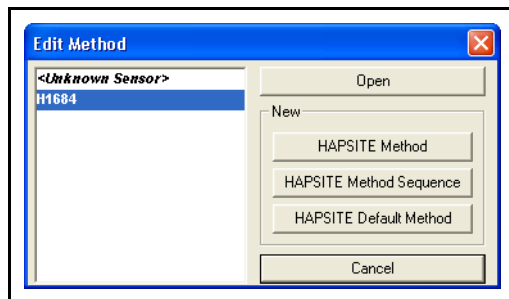 Edit Method
<Unknown Sensor>
H1684
Open
New
HAPSITE Method
HAPSITE Method Sequence
HAPSITE Default Method
Cancel